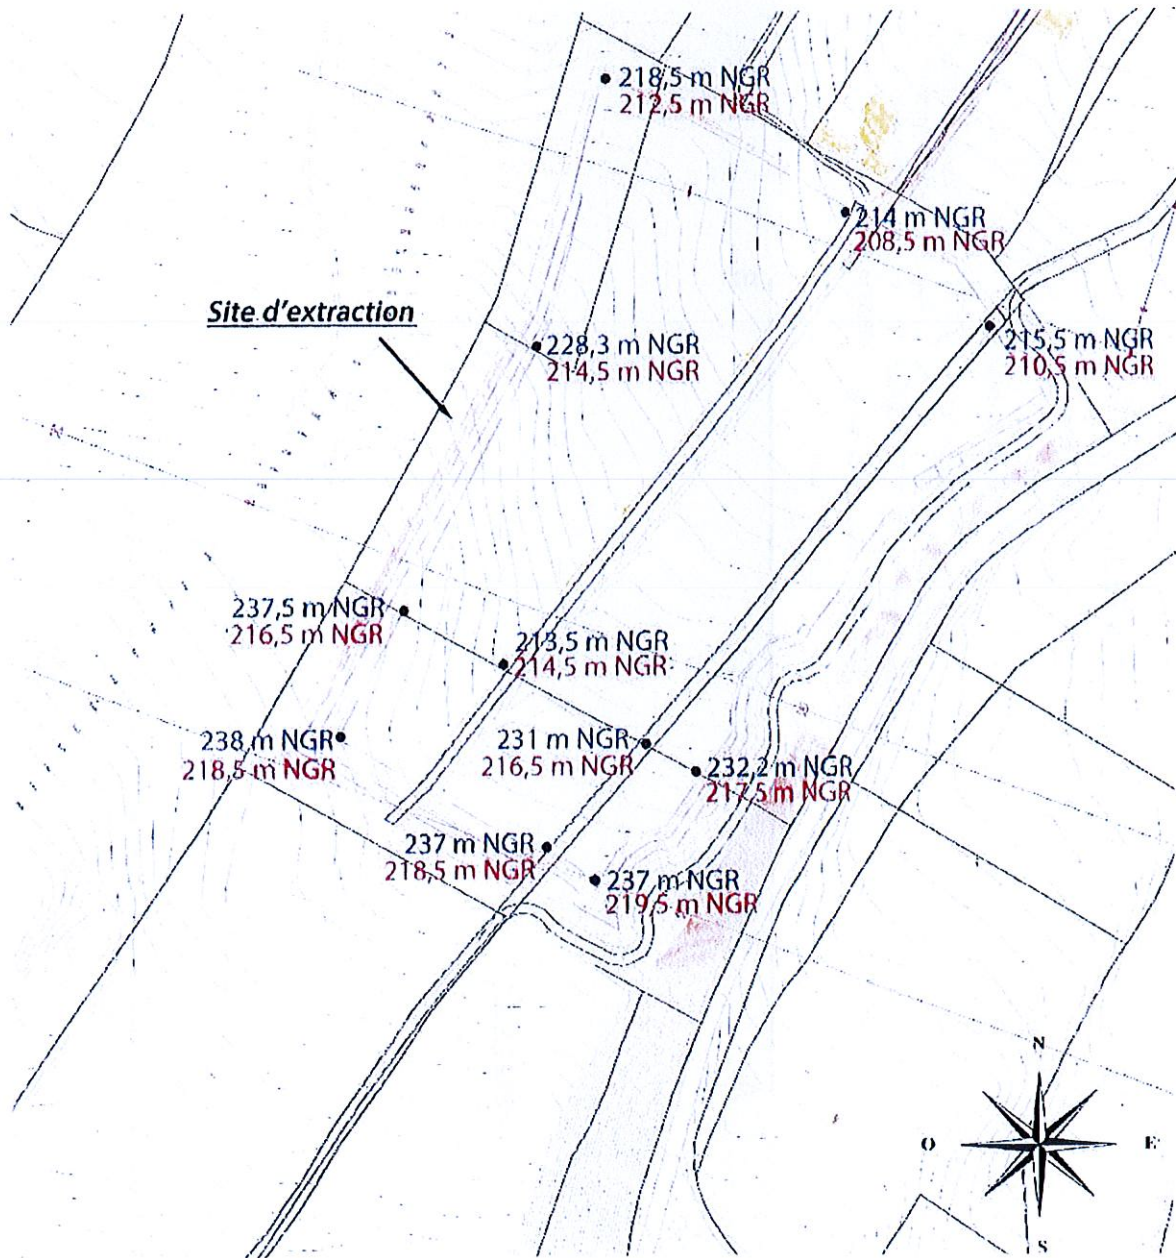 218,5 m NGR
212,5 m NGR
214 m NGR
208,5 m NGR
Site d'extraction
228,3 m NGR
214,5 m NGR
215,5 m NGR
210,5 m NGR
237,5 m NGR
216,5 m NGR
213,5 m NGR
214,5 m NGR
238 m NGR
218,5 m NGR
231 m NGR
216,5 m NGR
232,2 m NGR
217,5 m NGR
237 m NGR
218,5 m NGR
237 m NGR
219,5 m NGR
N
O
E
S